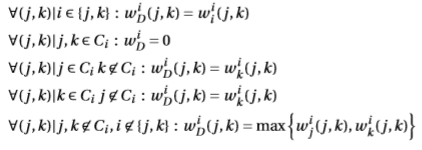 ∀(j,k)|i ∈ {j,k} : w_D^i(j,k) = w_i^i(j,k)
∀(j,k)|j,k ∈ C_i : w_D^i = 0
∀(j,k)|j ∈ C_i k ∉ C_i : w_D^i(j,k) = w_k^i(j,k)
∀(j,k)|k ∈ C_i j ∉ C_i : w_D^i(j,k) = w_k^i(j,k)
∀(j,k)|j,k ∉ C_i, i ∉ {j,k} : w_D^i(j,k) = max{w_j^i(j,k), w_k^i(j,k)}